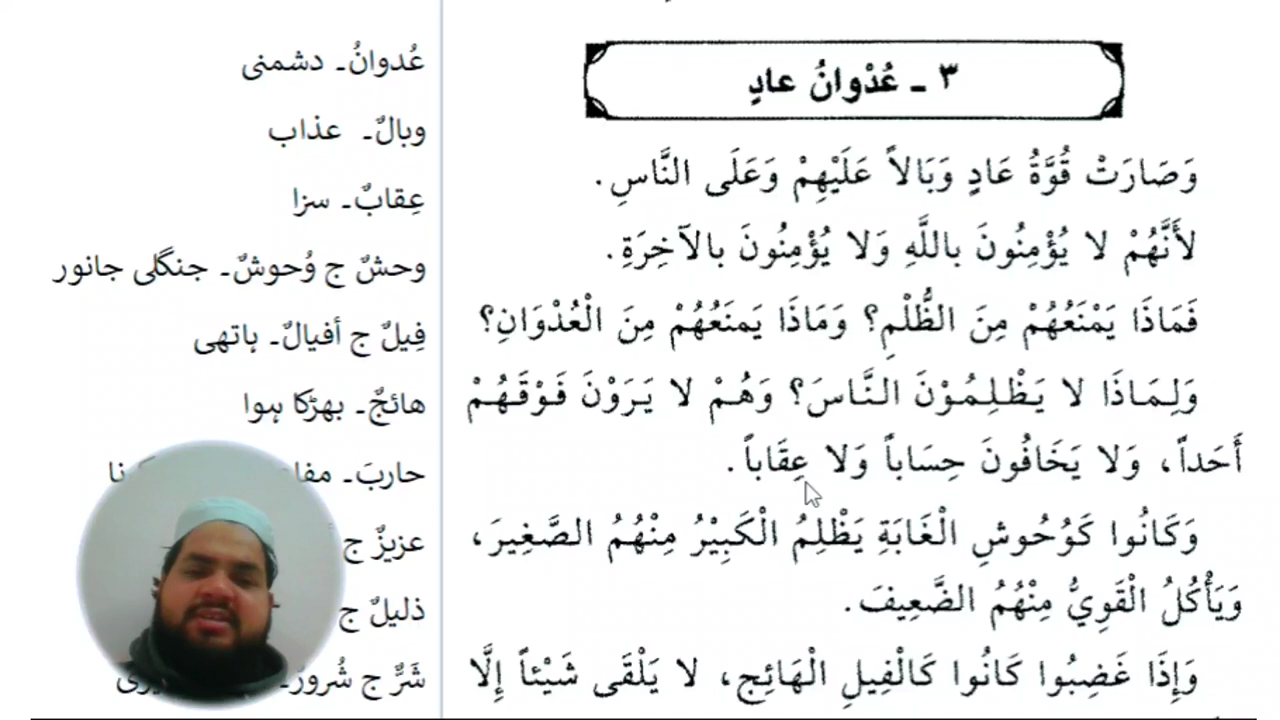 ٣ ـ عُدْوانُ عادٍ
وَصَارَتْ قُوَّةُ عَادٍ وَبَالاً عَلَيْهِمْ وَعَلَى النَّاسِ.
لأَنَّهُمْ لا يُؤْمِنُونَ باللَّهِ وَلا يُؤْمِنُونَ بالآخِرَةِ.
فَمَاذَا يَمْنَعُهُمْ مِنَ الظُّلْمِ؟ وَمَاذَا يَمنَعُهُمْ مِنَ الْعُدْوَانِ؟
وَلِمَاذَا لا يَظْلِمُوْنَ النَّاسَ؟ وَهُمْ لا يَرَوْنَ فَوْقَهُمْ
أَحَداً، وَلا يَخَافُونَ حِسَاباً وَلا عِقَاباً.
وَكَانُوا كَوُحُوشِ الْغَابَةِ يَظْلِمُ الْكَبِيْرُ مِنْهُمُ الصَّغِيرَ،
وَيَأْكُلُ الْقَوِيُّ مِنْهُمُ الضَّعِيفَ.
وَإِذَا غَضِبُوا كَانُوا كَالْفِيلِ الْهَائِجِ، لا يَلْقَى شَيْئاً إِلَّا
عُدوانُ۔ دشمنی
وبالٌ۔ عذاب
عِقابٌ۔ سزا
وحشٌ ج وُحوشٌ۔ جنگلی جانور
فِيلٌ ج أفيالٌ۔ ہاتھی
هائجٌ۔ بھڑکا ہوا
حاربَ۔
عزيزٌ ج
ذليلٌ ج
شَرٌّ ج شُرورٌ۔